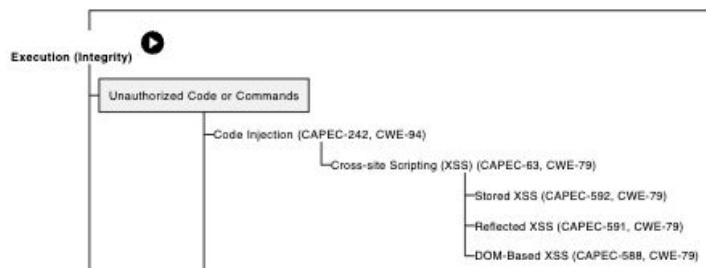 Execution (Integrity)
Unauthorized Code or Commands
Code Injection (CAPEC-242, CWE-94)
Cross-site Scripting (XSS) (CAPEC-63, CWE-79)
Stored XSS (CAPEC-592, CWE-79)
Reflected XSS (CAPEC-591, CWE-79)
DOM-Based XSS (CAPEC-588, CWE-79)